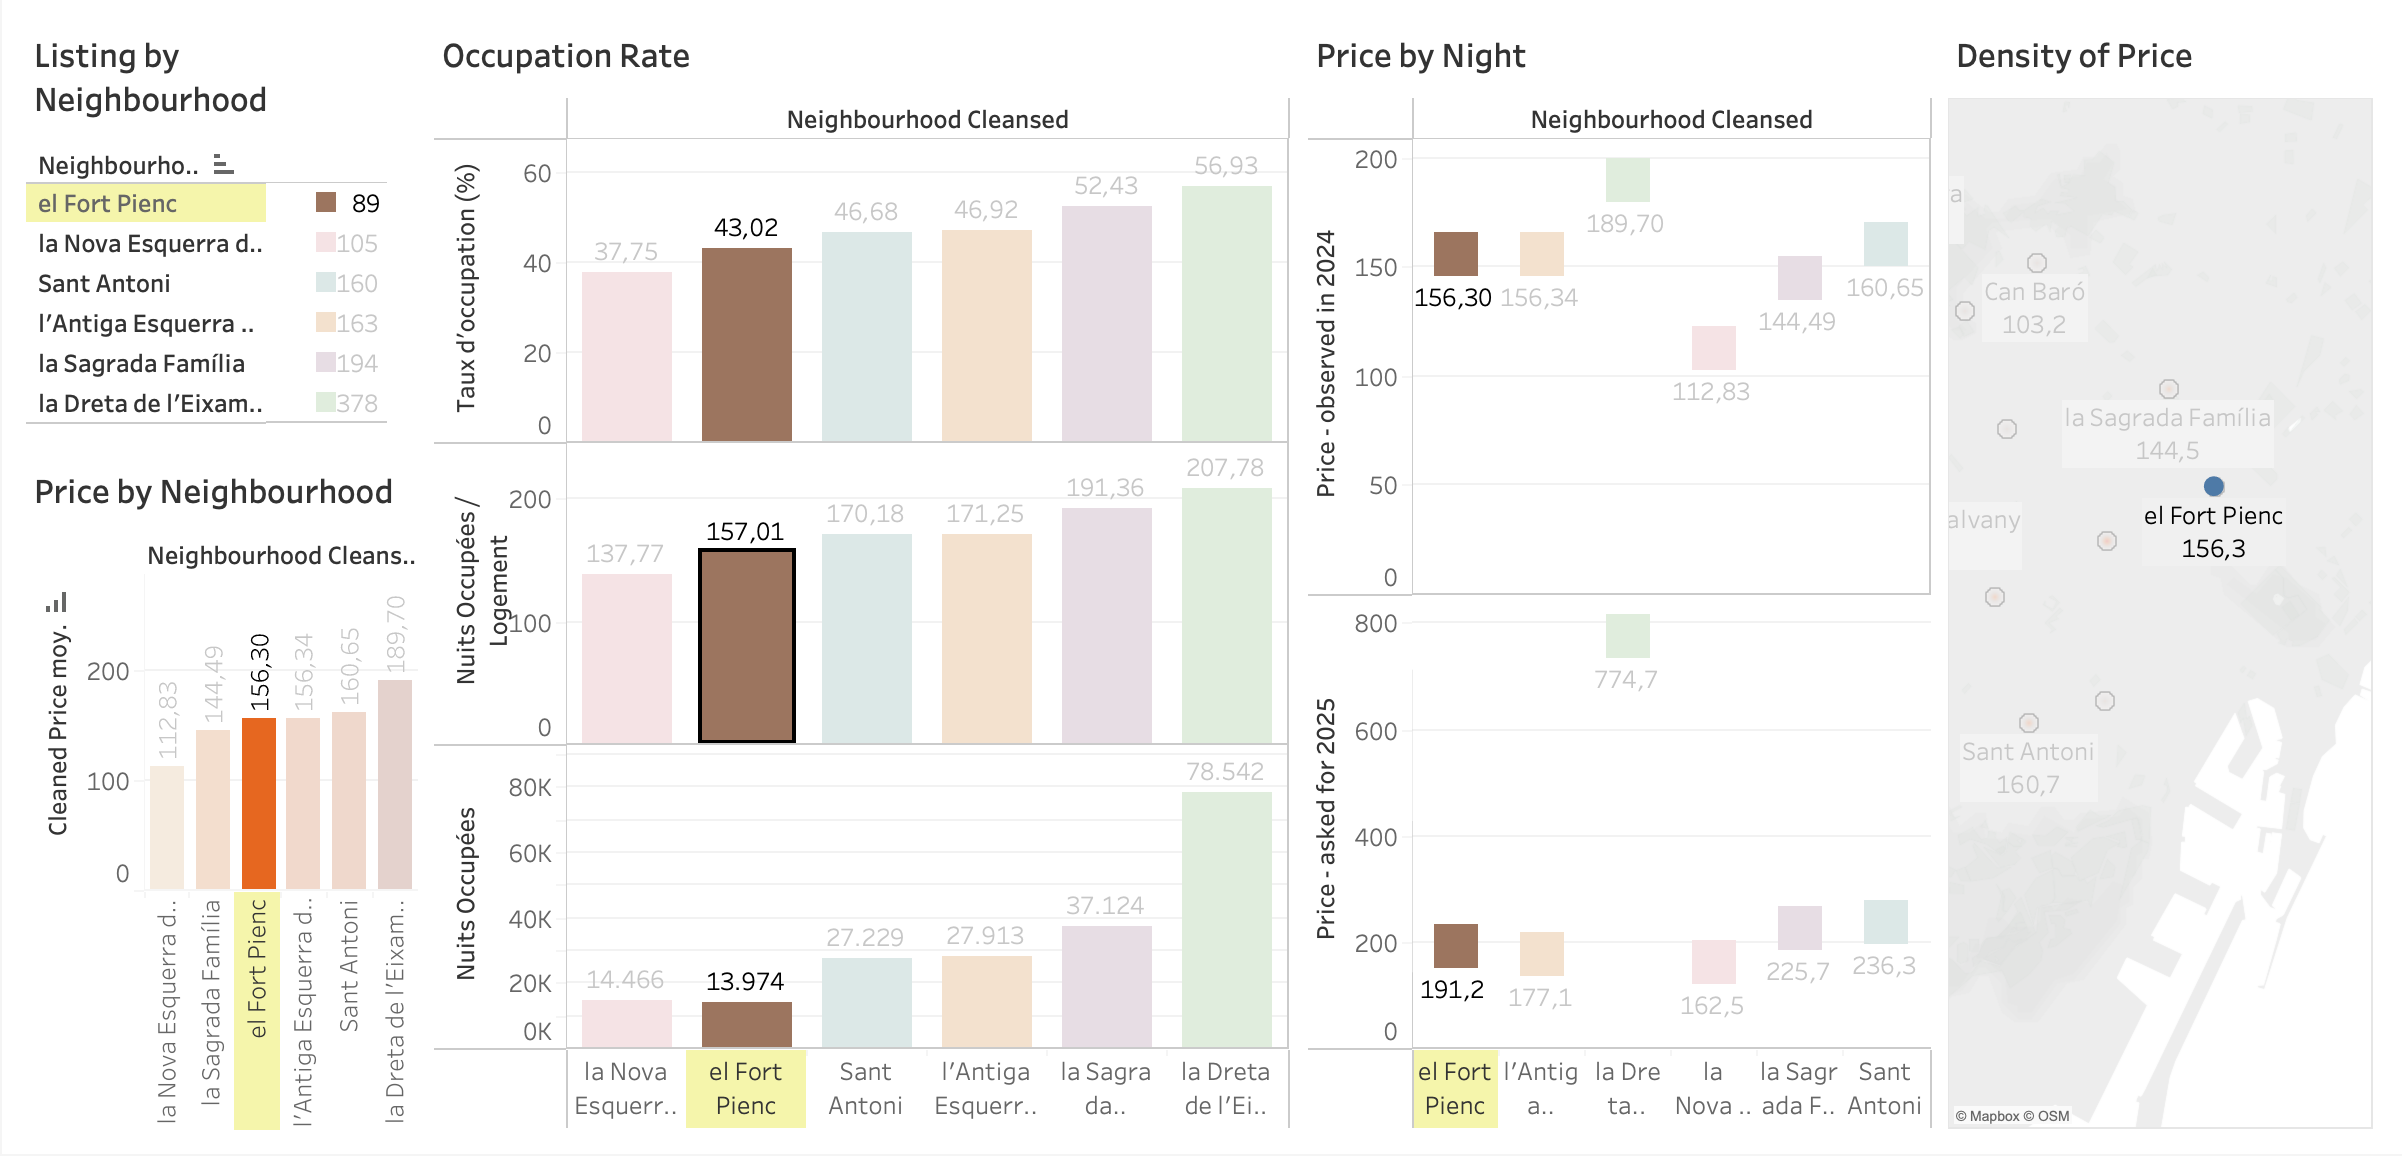 Listing by
Neighbourhood
Neighbourho..
el Fort Pienc 89
la Nova Esquerra d.. 105
Sant Antoni 160
l'Antiga Esquerra .. 163
la Sagrada Família 194
la Dreta de l'Eixam.. 378
Price by Neighbourhood
Neighbourhood Cleans..
Cleaned Price moy.
200
100
0
112,83
144,49
156,30
156,34
160,65
189,70
la Nova Esquerra d..
la Sagrada Família
el Fort Pienc
l'Antiga Esquerra d..
Sant Antoni
la Dreta de l'Eixam..
Occupation Rate
Neighbourhood Cleansed
Taux d'occupation (%)
60
40
20
0
37,75
43,02
46,68
46,92
52,43
56,93
Nuits Occupées /
Logement
200
100
0
137,77
157,01
170,18
171,25
191,36
207,78
Nuits Occupées
80K
60K
40K
20K
0K
14.466
13.974
27.229
27.913
37.124
78.542
la Nova
Esquerr..
el Fort
Pienc
Sant
Antoni
l'Antiga
Esquerr..
la Sagra
da..
la Dreta
de l'Ei..
Price by Night
Neighbourhood Cleansed
Price - observed in 2024
200
150
100
50
0
156,30
156,34
189,70
112,83
144,49
160,65
Price - asked for 2025
800
600
400
200
0
191,2
177,1
774,7
162,5
225,7
236,3
el Fort
Pienc
l'Antig
a..
la Dre
ta..
la
Nova ..
la Sagr
ada F..
Sant
Antoni
Density of Price
a
Can Baró
103,2
la Sagrada Família
144,5
alvany
el Fort Pienc
156,3
Sant Antoni
160,7
© Mapbox © OSM